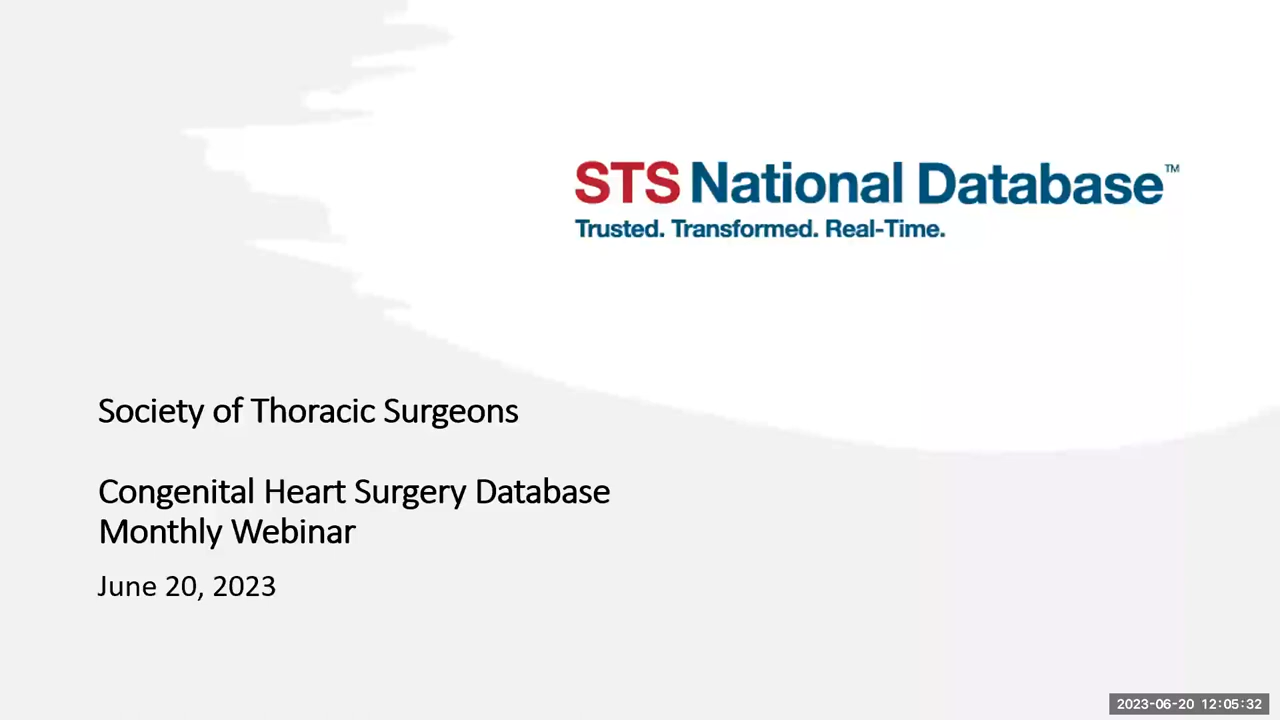 STS National Database™
Trusted. Transformed. Real-Time.
Society of Thoracic Surgeons
Congenital Heart Surgery Database
Monthly Webinar
June 20, 2023
2023-06-20 12:05:32